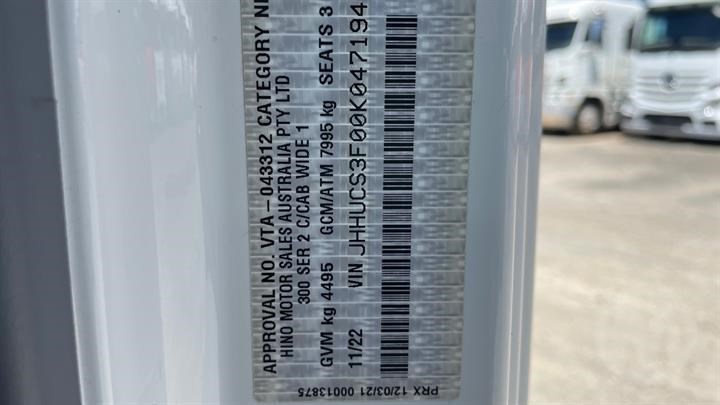 APPROVAL NO. VTA-043312 CATEGORY
HINO MOTOR SALES AUSTRALIA PTY LTD
300 SER 2 C/CAB WIDE 1
GVM kg 4495 GCM/ATM 7995 kg SEATS 3
11/22 VIN JHHUCS3F00K047194
PRX 12/03/21 00013875